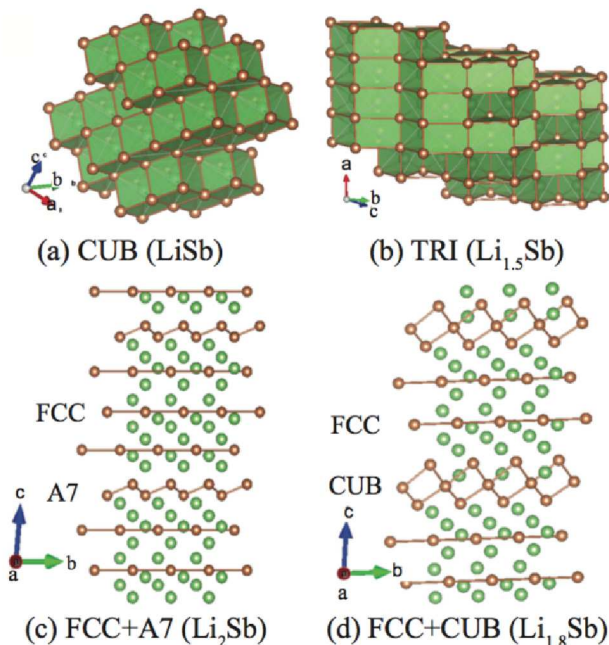 c
b
a
(a) CUB (LiSb)
a
b
c
(b) TRI (Li1.5Sb)
FCC
A7
c
b
a
(c) FCC+A7 (Li2Sb)
FCC
CUB
c
b
a
(d) FCC+CUB (Li1.8Sb)